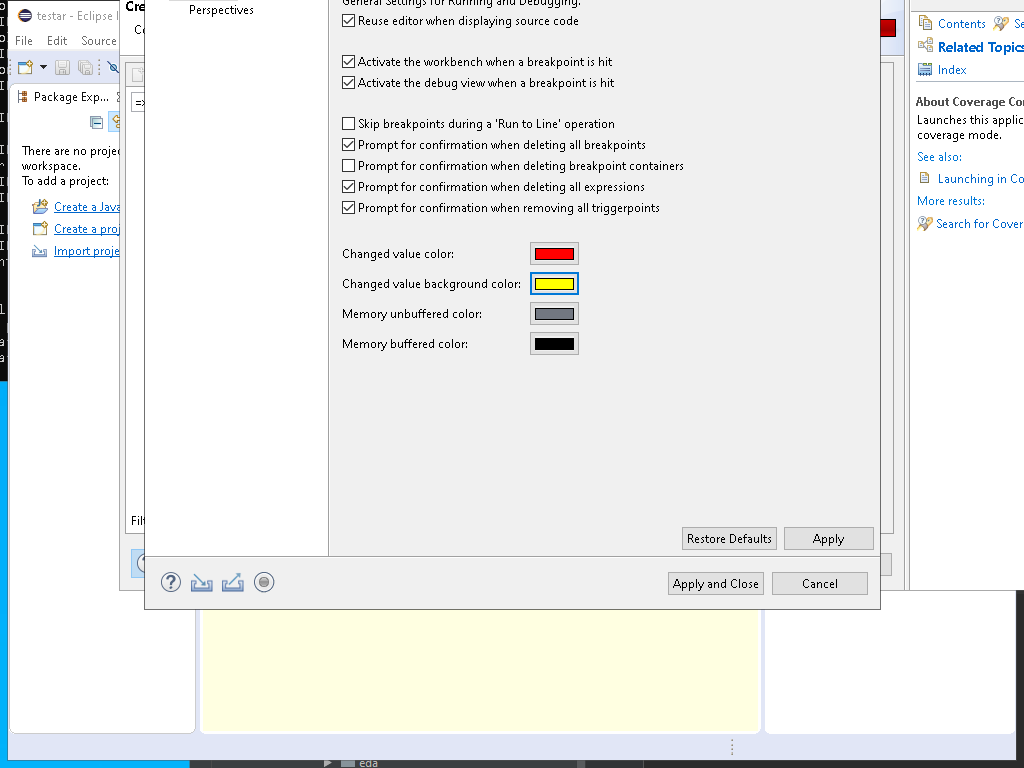 testar - Eclipse I
File Edit Source
Package Exp...
There are no proje
workspace.
To add a project:
Create a Java
Create a proj
Import proje
Cre
Perspectives
General Settings for Running and Debugging.
Reuse editor when displaying source code
Activate the workbench when a breakpoint is hit
Activate the debug view when a breakpoint is hit
Skip breakpoints during a 'Run to Line' operation
Prompt for confirmation when deleting all breakpoints
Prompt for confirmation when deleting breakpoint containers
Prompt for confirmation when deleting all expressions
Prompt for confirmation when removing all triggerpoints
Changed value color:
Changed value background color:
Memory unbuffered color:
Memory buffered color:
Restore Defaults Apply
Apply and Close Cancel
Filt
Contents Se
Related Topics
Index
About Coverage Co
Launches this applic
coverage mode.
See also:
Launching in Co
More results:
Search for Cover
eda